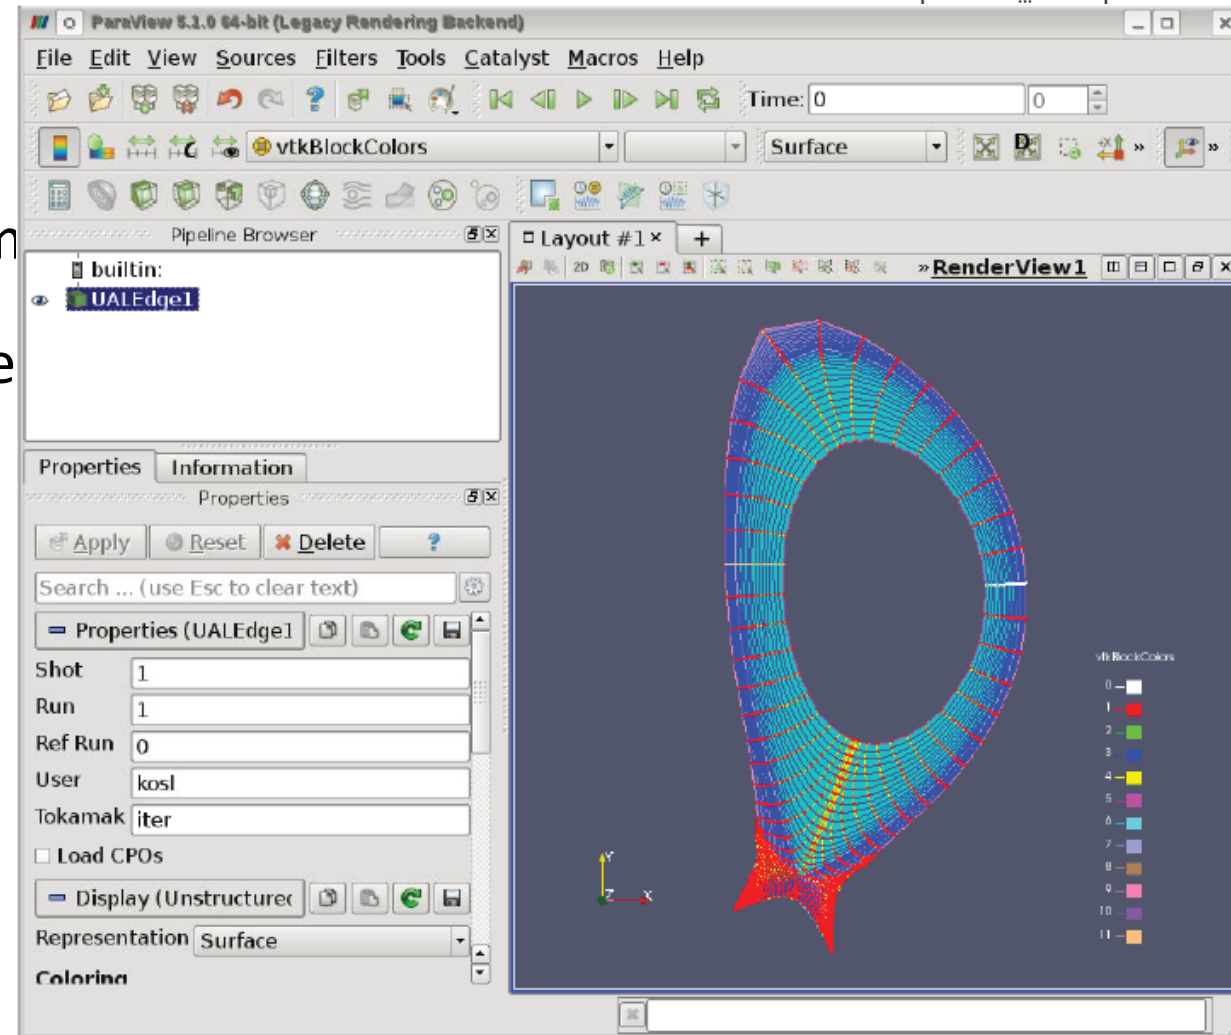 ParaView 5.1.0 64-bit (Legacy Rendering Backend)
File Edit View Sources Filters Tools Catalyst Macros Help
Time: 0 0
vtkBlockColors Surface
Pipeline Browser
builtin:
UALEdge1
Layout #1 × +
2D » RenderView1
Properties Information
Properties
Apply Reset Delete ?
Search ... (use Esc to clear text)
Properties (UALEdge1
Shot 1
Run 1
Ref Run 0
User kosl
Tokamak iter
Load CPOs
Display (Unstructured
Representation Surface
Coloring
vtkBlockColors
0
1
2
3
4
5
6
7
8
9
10
11
Y
Z X